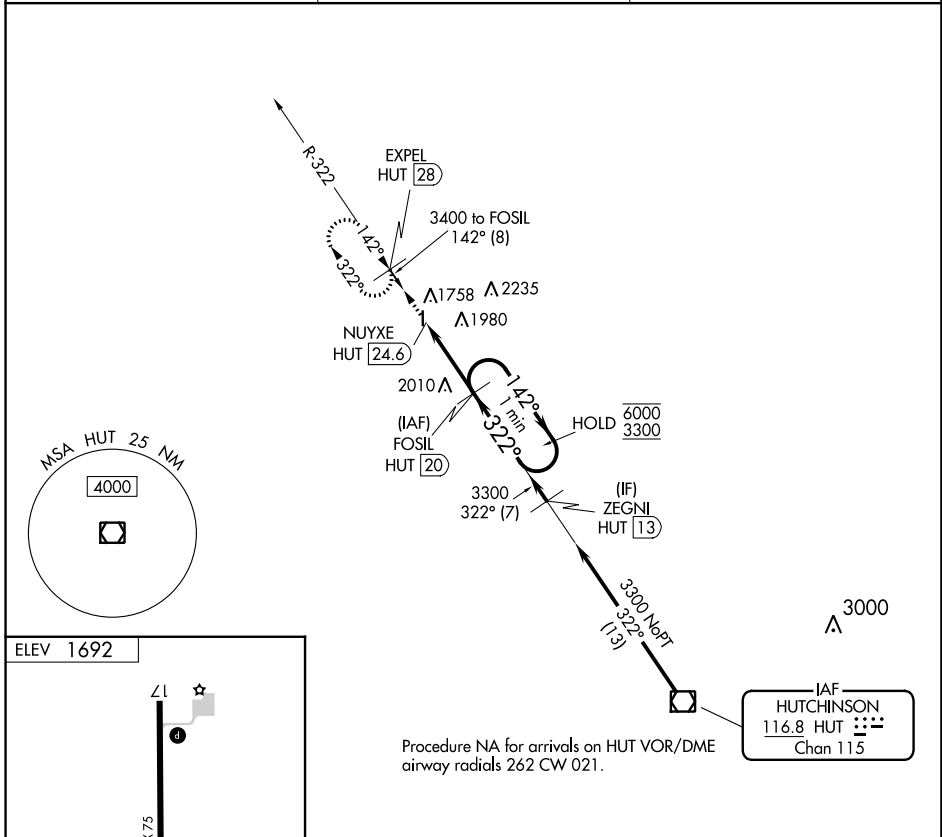 R-322
EXPEL
HUT 28
3400 to FOSIL
142° (8)
142°
322°
1758
2235
1980
NUYXE
HUT 24.6
2010
(IAF)
FOSIL
HUT 20
142°
1 min
322°
HOLD
6000
3300
MSA HUT 25 NM
4000
3300
322° (7)
(IF)
ZEGNI
HUT 13
3300 NoPT
322°
(13)
3000
IAF
HUTCHINSON
116.8 HUT
Chan 115
Procedure NA for arrivals on HUT VOR/DME
airway radials 262 CW 021.
ELEV 1692
17
P
X 75